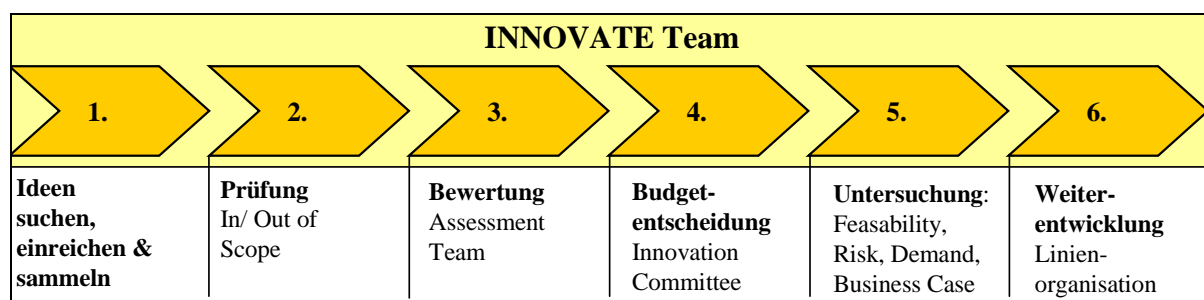 INNOVATE Team
1. 2. 3. 4. 5. 6.
Ideen
suchen,
einreichen &
sammeln
Prüfung
In/ Out of
Scope
Bewertung
Assessment
Team
Budget-
entscheidung
Innovation
Committee
Untersuchung:
Feasability,
Risk, Demand,
Business Case
Weiter-
entwicklung
Linien-
organisation